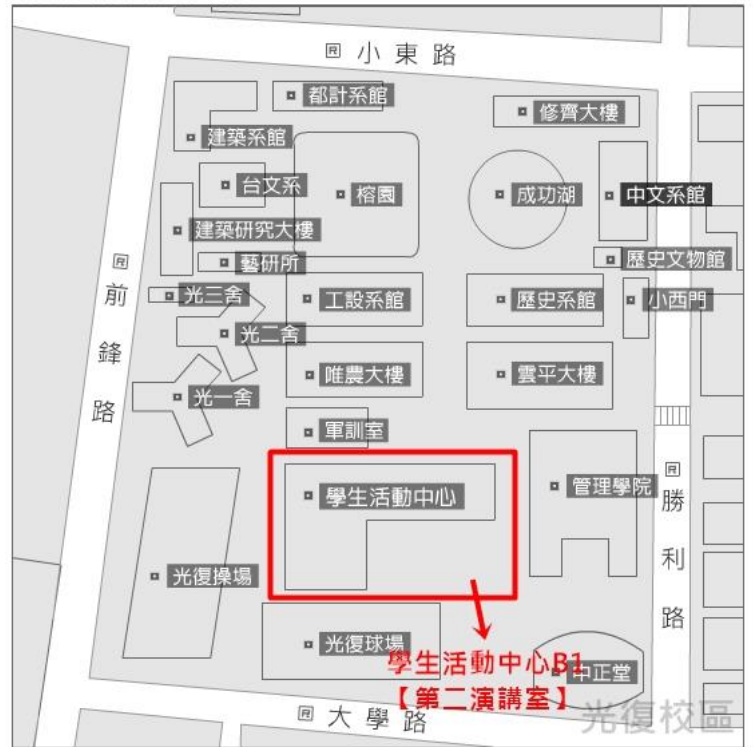 小東路
都計系館
修齊大樓
建築系館
台文系
榕園
成功湖
中文系館
建築研究大樓
藝研所
歷史文物館
前鋒路
光三舍
工設系館
歷史系館
小西門
光二舍
唯農大樓
雲平大樓
光一舍
軍訓室
學生活動中心
管理學院
勝利路
光復操場
光復球場
學生活動中心B1
【第二演講室】
中正堂
大學路
光復校區